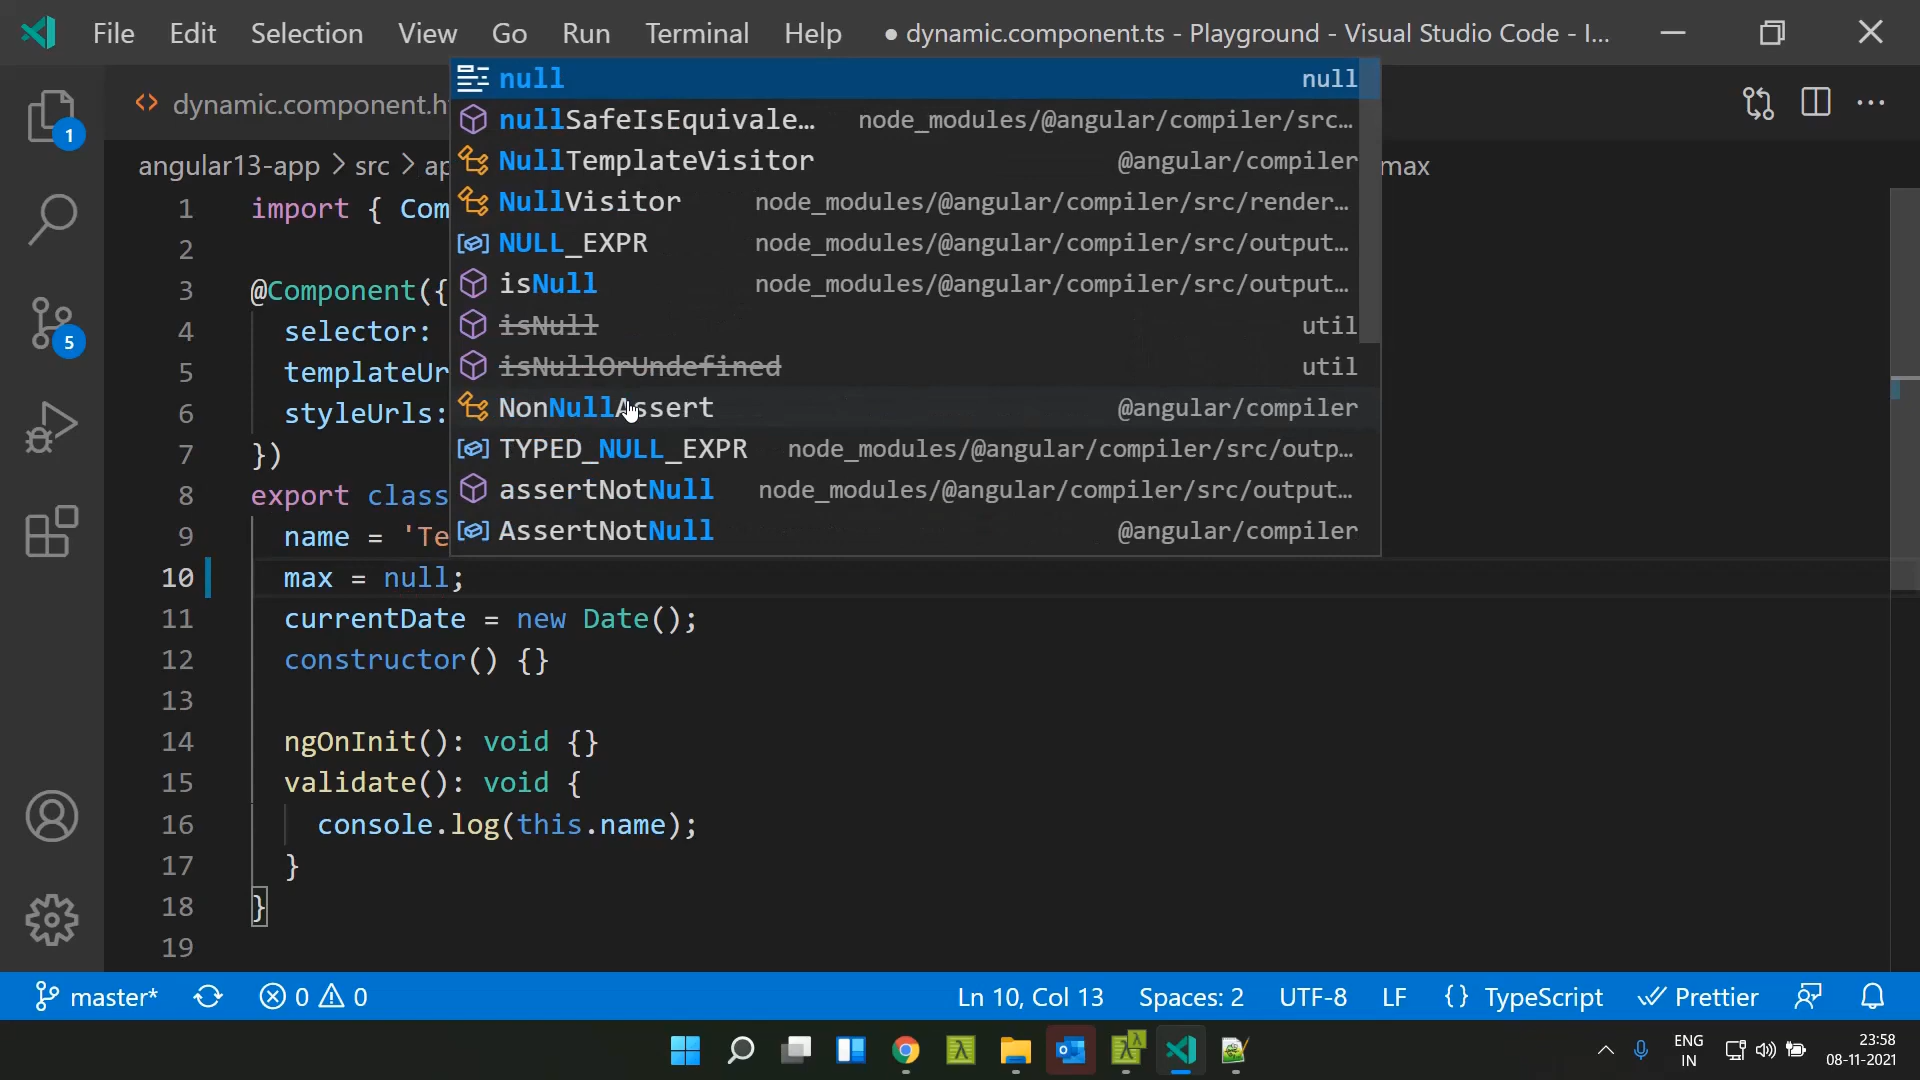 File Edit Selection View Go Run Terminal Help ● dynamic.component.ts - Playground - Visual Studio Code - I...
dynamic.component.h
angular13-app > src > ap
max
null null
nullSafeIsEquivale… node_modules/@angular/compiler/src…
NullTemplateVisitor @angular/compiler
NullVisitor node_modules/@angular/compiler/src/render…
NULL_EXPR node_modules/@angular/compiler/src/output…
isNull node_modules/@angular/compiler/src/output…
isNull util
isNullOrUndefined util
NonNullAssert @angular/compiler
TYPED_NULL_EXPR node_modules/@angular/compiler/src/outp…
assertNotNull node_modules/@angular/compiler/src/output…
AssertNotNull @angular/compiler
1 import { Com
2
3 @Component({
4 selector:
5 templateUr
6 styleUrls:
7 })
8 export class
9 name = 'Te
10 max = null;
11 currentDate = new Date();
12 constructor() {}
13
14 ngOnInit(): void {}
15 validate(): void {
16 console.log(this.name);
17 }
18 }
19
1
5
master* 0 0 Ln 10, Col 13 Spaces: 2 UTF-8 LF {} TypeScript Prettier
ENG
IN
23:58
08-11-2021